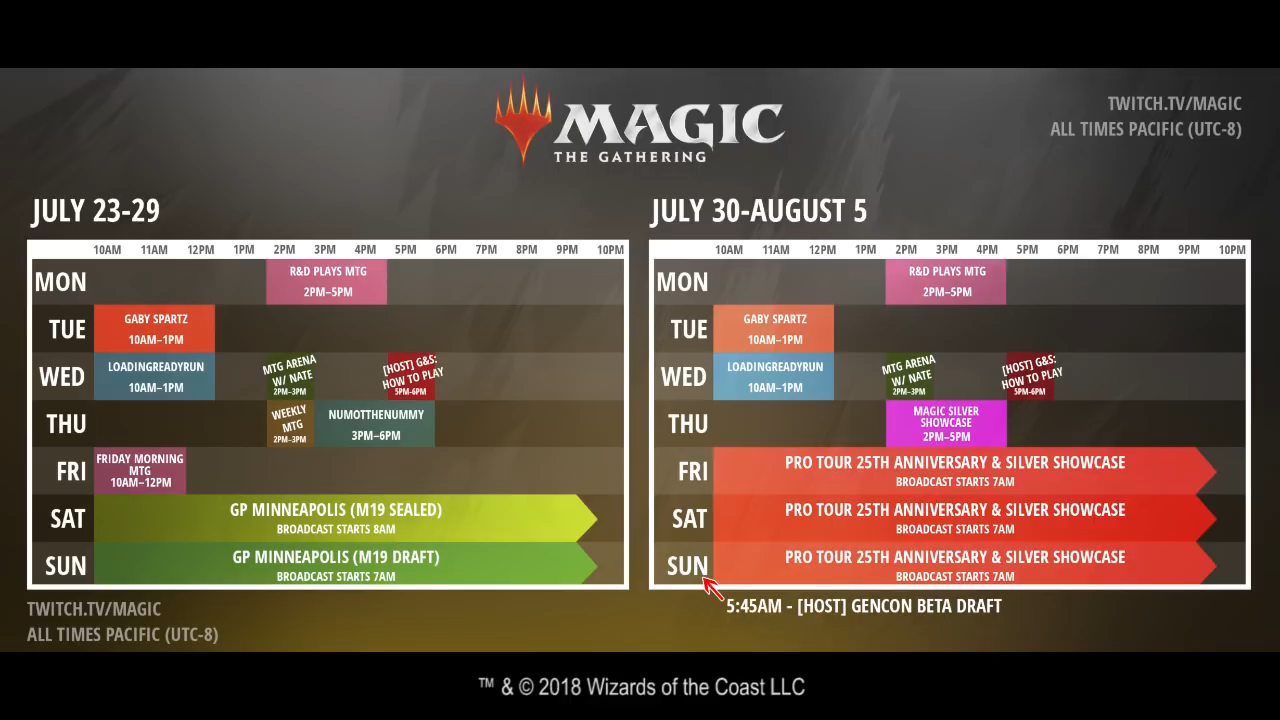 MAGIC
THE GATHERING
TWITCH.TV/MAGIC
ALL TIMES PACIFIC (UTC-8)
JULY 23-29
10AM 11AM 12PM 1PM 2PM 3PM 4PM 5PM 6PM 7PM 8PM 9PM 10PM
MON
R&D PLAYS MTG
2PM–5PM
TUE
GABY SPARTZ
10AM–1PM
WED
LOADINGREADYRUN
10AM–1PM
MTG ARENA
W/ NATE
2PM–3PM
[HOST] G&S:
HOW TO PLAY
5PM-6PM
THU
WEEKLY
MTG
2PM–3PM
NUMOTTHENUMMY
3PM–6PM
FRI
FRIDAY MORNING
MTG
10AM–12PM
SAT
GP MINNEAPOLIS (M19 SEALED)
BROADCAST STARTS 8AM
SUN
GP MINNEAPOLIS (M19 DRAFT)
BROADCAST STARTS 7AM
TWITCH.TV/MAGIC
ALL TIMES PACIFIC (UTC-8)
JULY 30-AUGUST 5
10AM 11AM 12PM 1PM 2PM 3PM 4PM 5PM 6PM 7PM 8PM 9PM 10PM
MON
R&D PLAYS MTG
2PM–5PM
TUE
GABY SPARTZ
10AM–1PM
WED
LOADINGREADYRUN
10AM–1PM
MTG ARENA
W/ NATE
2PM–3PM
[HOST] G&S:
HOW TO PLAY
5PM-6PM
THU
MAGIC SILVER
SHOWCASE
2PM–5PM
FRI
PRO TOUR 25TH ANNIVERSARY & SILVER SHOWCASE
BROADCAST STARTS 7AM
SAT
PRO TOUR 25TH ANNIVERSARY & SILVER SHOWCASE
BROADCAST STARTS 7AM
SUN
PRO TOUR 25TH ANNIVERSARY & SILVER SHOWCASE
BROADCAST STARTS 7AM
5:45AM - [HOST] GENCON BETA DRAFT
™ & © 2018 Wizards of the Coast LLC